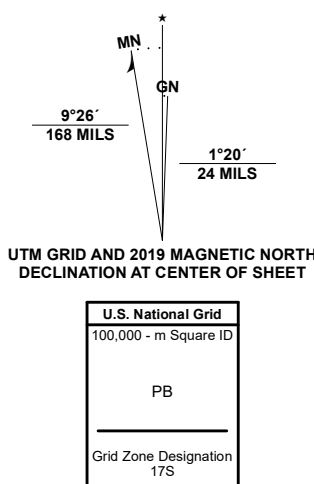 MN
GN
9°26´
168 MILS
1°20´
24 MILS
UTM GRID AND 2019 MAGNETIC NORTH
DECLINATION AT CENTER OF SHEET
U.S. National Grid
100,000 - m Square ID
PB
Grid Zone Designation
17S